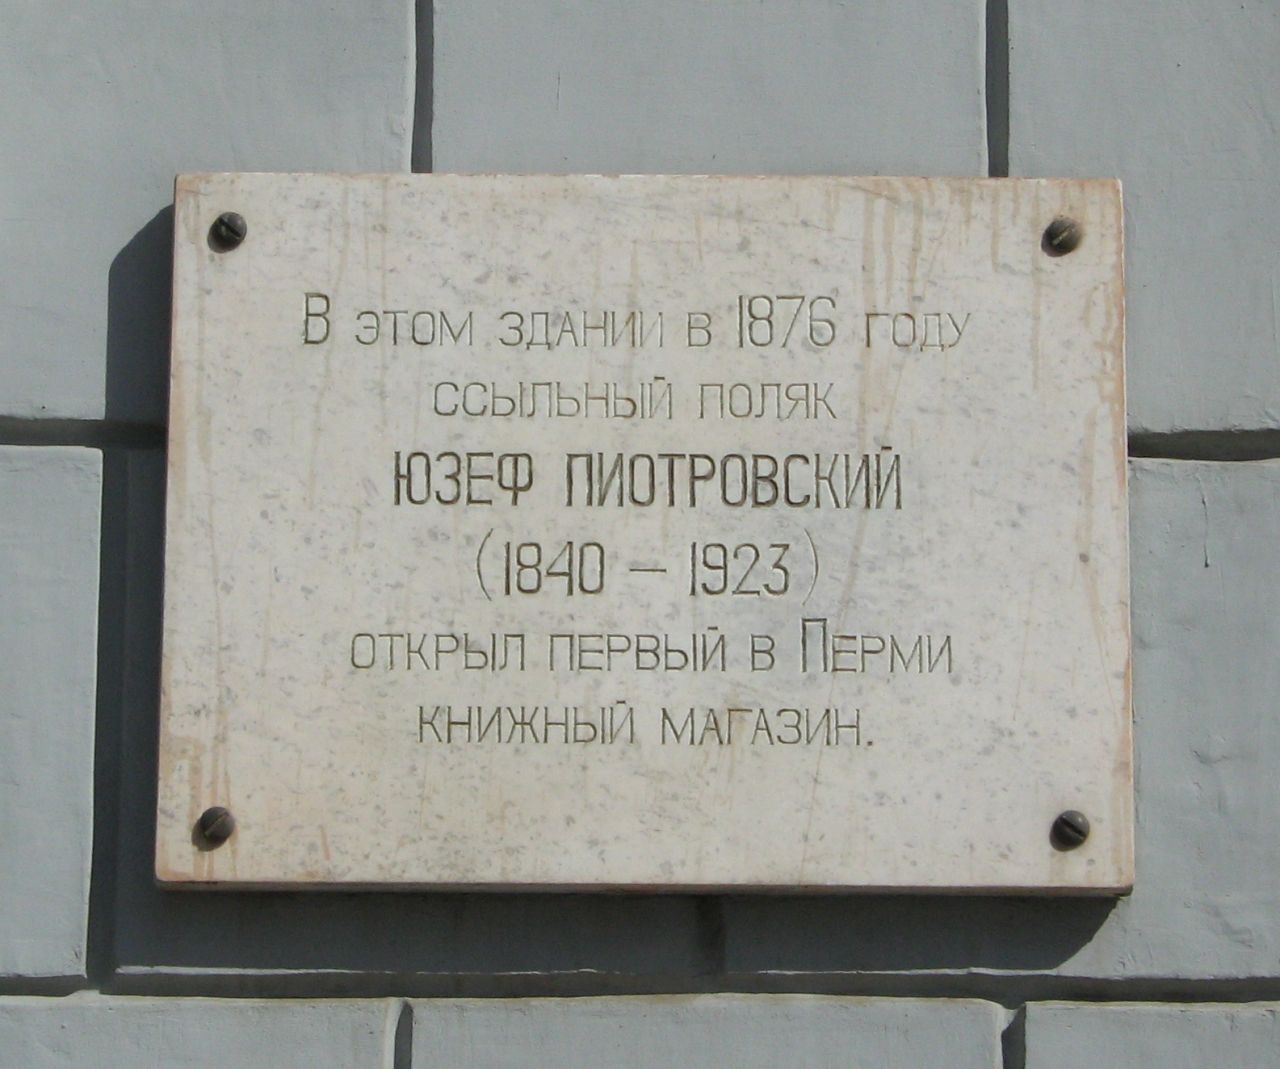 В этом здании в 1876 году
ссыльный поляк
ЮЗЕФ ПИОТРОВСКИЙ
(1840 – 1923)
открыл первый в Перми
книжный магазин.